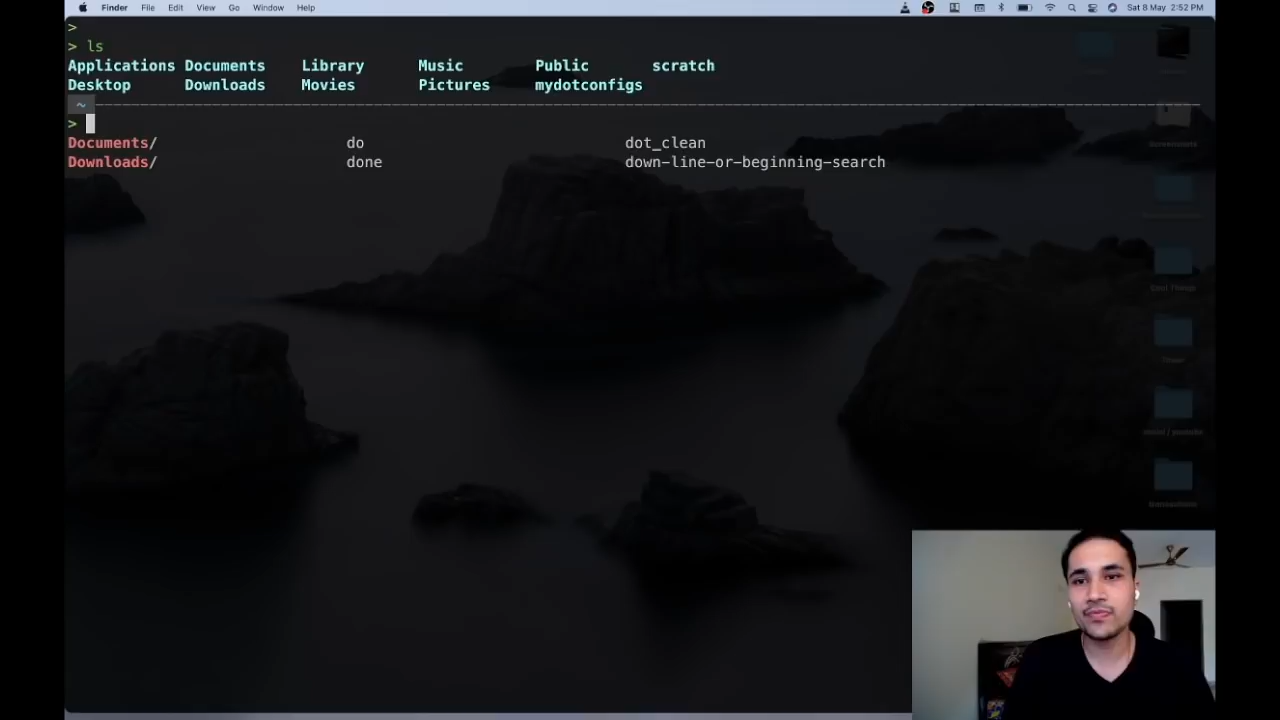 Finder File Edit View Go Window Help Sat 8 May 2:52 PM
>
> ls
Applications Documents Library Music Public scratch
Desktop Downloads Movies Pictures mydotconfigs
~
>
Documents/ do dot_clean
Downloads/ done down-line-or-beginning-search